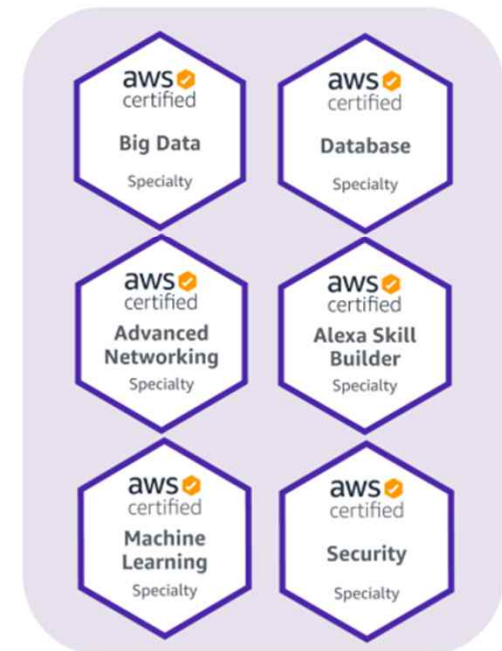 aws
certified
Big Data
Specialty
aws
certified
Database
Specialty
aws
certified
Advanced
Networking
Specialty
aws
certified
Alexa Skill
Builder
Specialty
aws
certified
Machine
Learning
Specialty
aws
certified
Security
Specialty